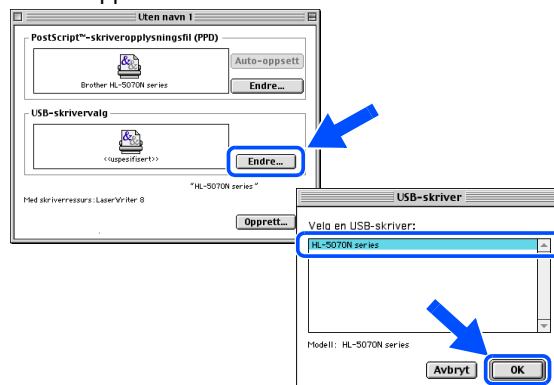 Uten navn 1
PostScript™-skriveropplysningsfil (PPD)
Auto-oppsett
Brother HL-5070N series
Endre...
USB-skrivervalg
<<uspesifisert>>
Endre...
"HL-5070N series"
Med skriverressurs: LaserWriter 8
Opprett...
USB-skriver
Velg en USB-skriver:
HL-5070N series
Modell: HL-5070N series
Avbryt
OK